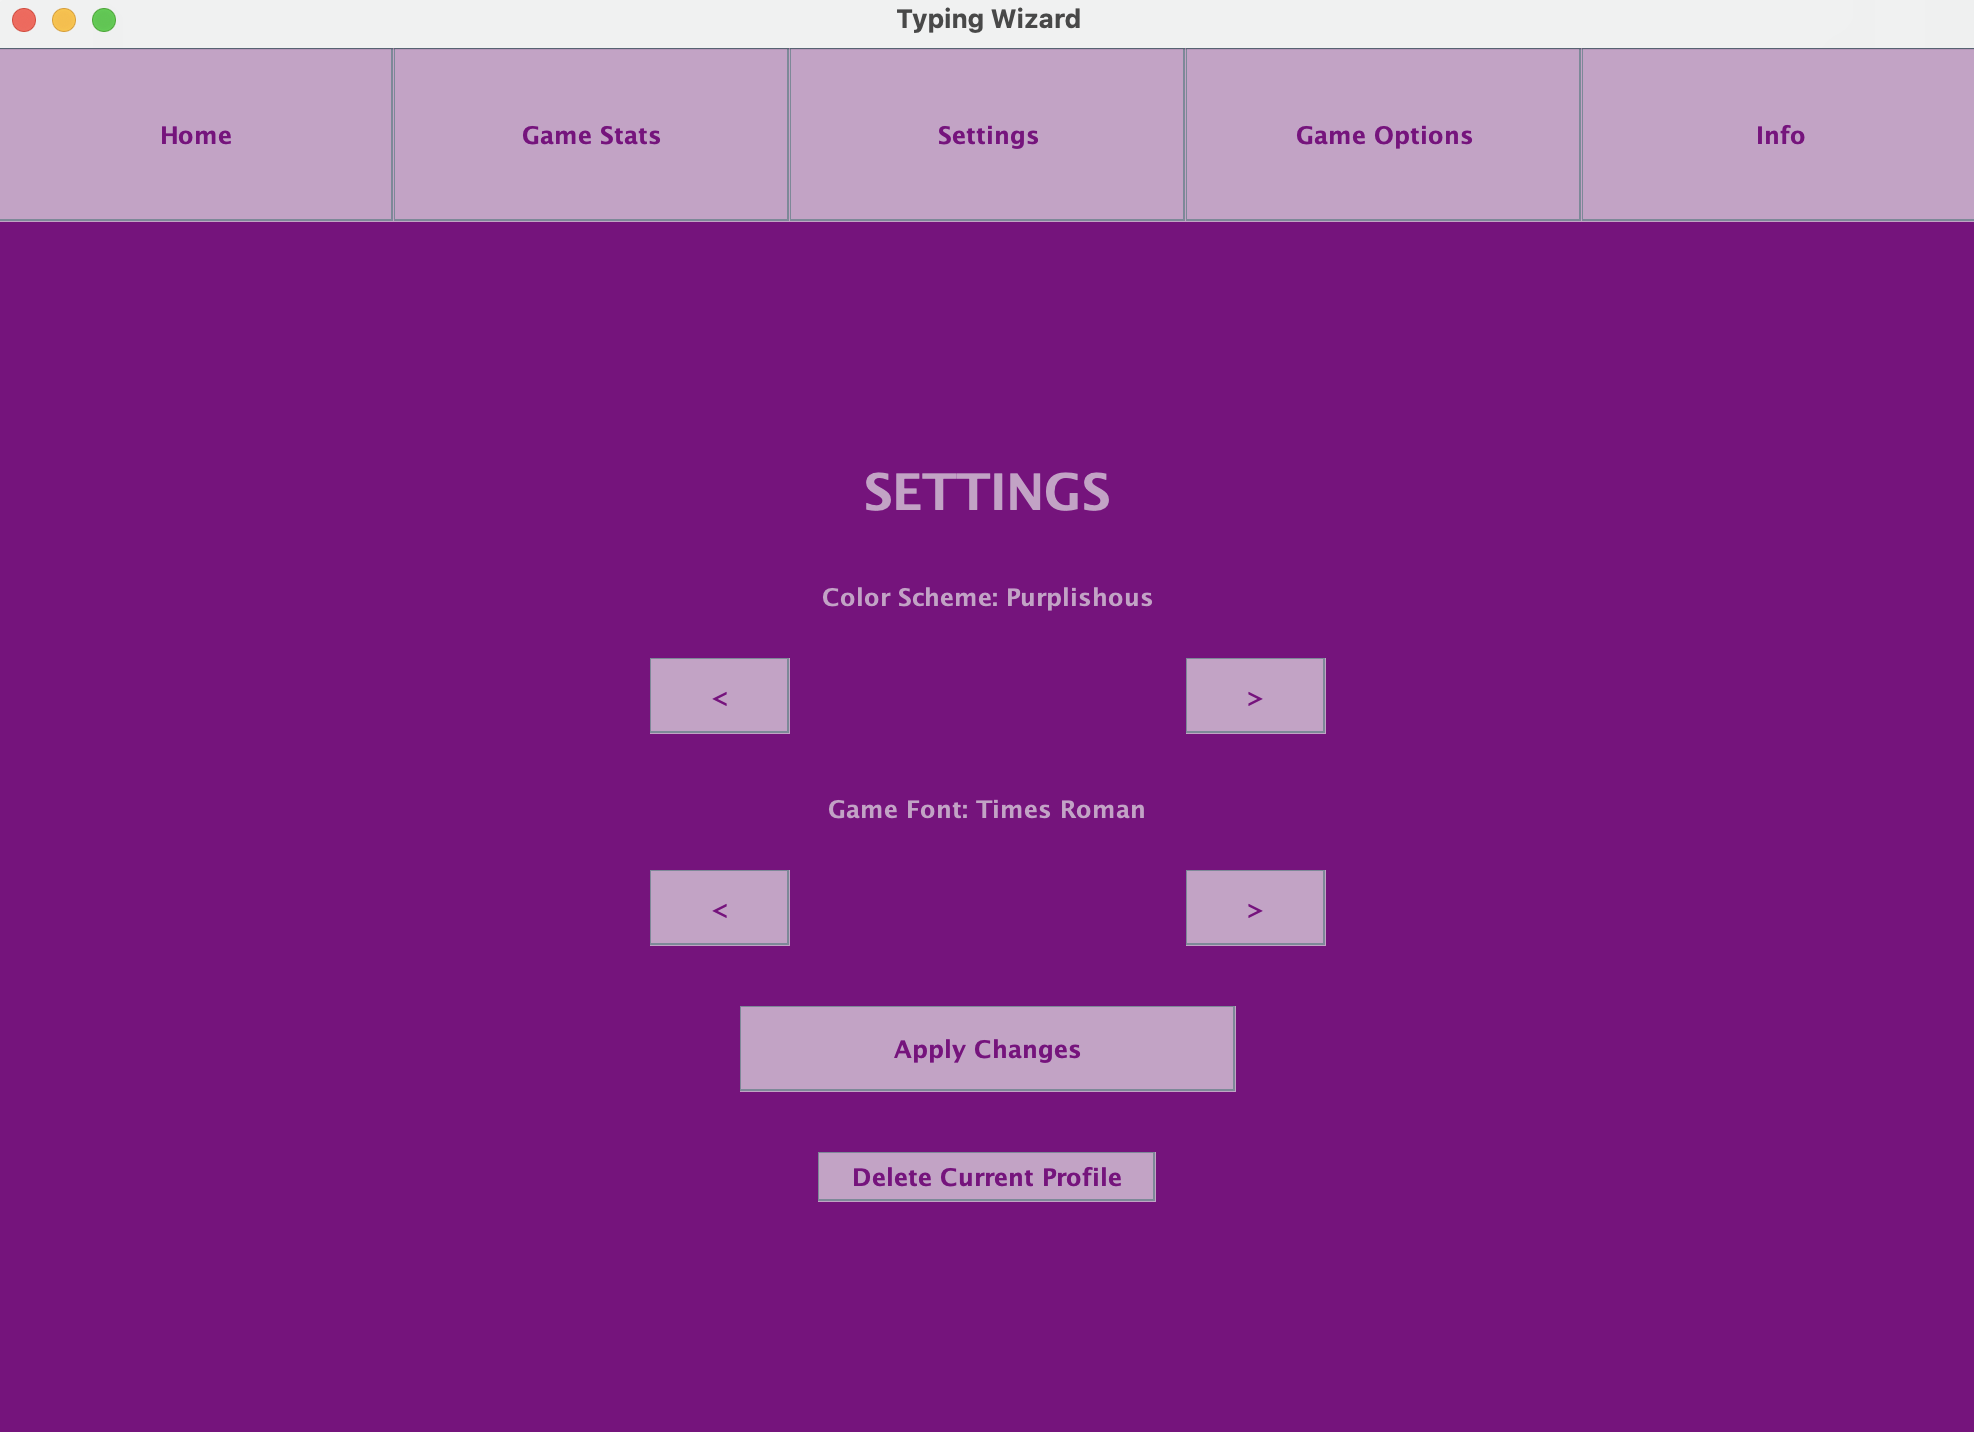 Typing Wizard
Home
Game Stats
Settings
Game Options
Info
SETTINGS
Color Scheme: Purplishous
<
>
Game Font: Times Roman
<
>
Apply Changes
Delete Current Profile